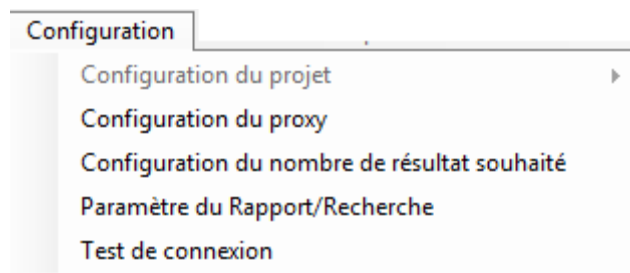 Configuration
Configuration du projet
Configuration du proxy
Configuration du nombre de résultat souhaité
Paramètre du Rapport/Recherche
Test de connexion